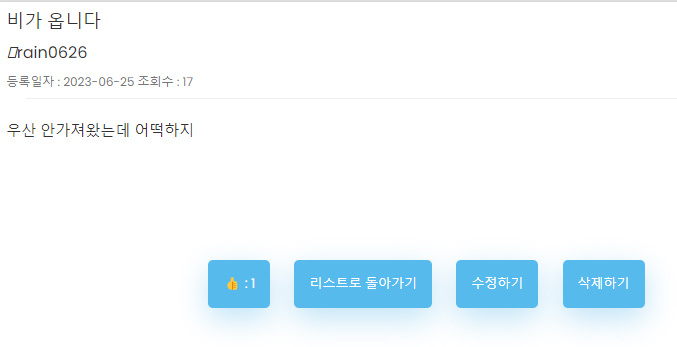 비가 옵니다
rain0626
등록일자 : 2023-06-25 조회수 : 17
우산 안가져왔는데 어떡하지
👍 : 1
리스트로 돌아가기
수정하기
삭제하기